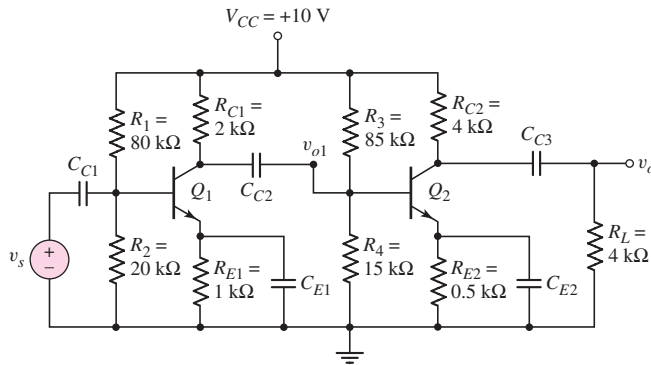 V_CC = +10 V
R_1 =
80 kΩ
R_C1 =
2 kΩ
R_3 =
85 kΩ
R_C2 =
4 kΩ
C_C1
v_o1
C_C2
C_C3
v_o
Q_1
Q_2
v_s
+
−
R_2 =
20 kΩ
R_E1 =
1 kΩ
C_E1
R_4 =
15 kΩ
R_E2 =
0.5 kΩ
C_E2
R_L =
4 kΩ